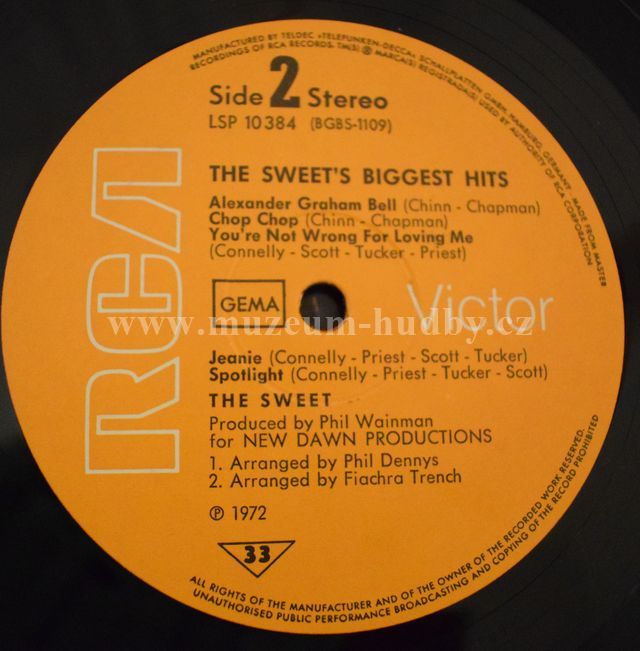 MANUFACTURED BY TELDEC »TELEFUNKEN-DECCA« SCHALLPLATTEN GMBH, HAMBURG, GERMANY · MADE FROM MASTER
RECORDINGS OF RCA RECORDS. TM(S) ® MARCA(S) REGISTRADA(S) USED BY AUTHORITY OF RCA CORPORATION
Side 2 Stereo
LSP 10384 (BGBS-1109)
THE SWEET'S BIGGEST HITS
Alexander Graham Bell (Chinn - Chapman)
Chop Chop (Chinn - Chapman)
You're Not Wrong For Loving Me
(Connelly - Scott - Tucker - Priest)
RCA
GEMA
Victor
www.muzeum-hudby.cz
Jeanie (Connelly - Priest - Scott - Tucker)
Spotlight (Connelly - Priest - Tucker - Scott)
THE SWEET
Produced by Phil Wainman
for NEW DAWN PRODUCTIONS
1. Arranged by Phil Dennys
2. Arranged by Fiachra Trench
℗ 1972
33
ALL RIGHTS OF THE MANUFACTURER AND OF THE OWNER OF THE RECORDED WORK RESERVED.
UNAUTHORISED PUBLIC PERFORMANCE BROADCASTING AND COPYING OF THE RECORD PROHIBITED